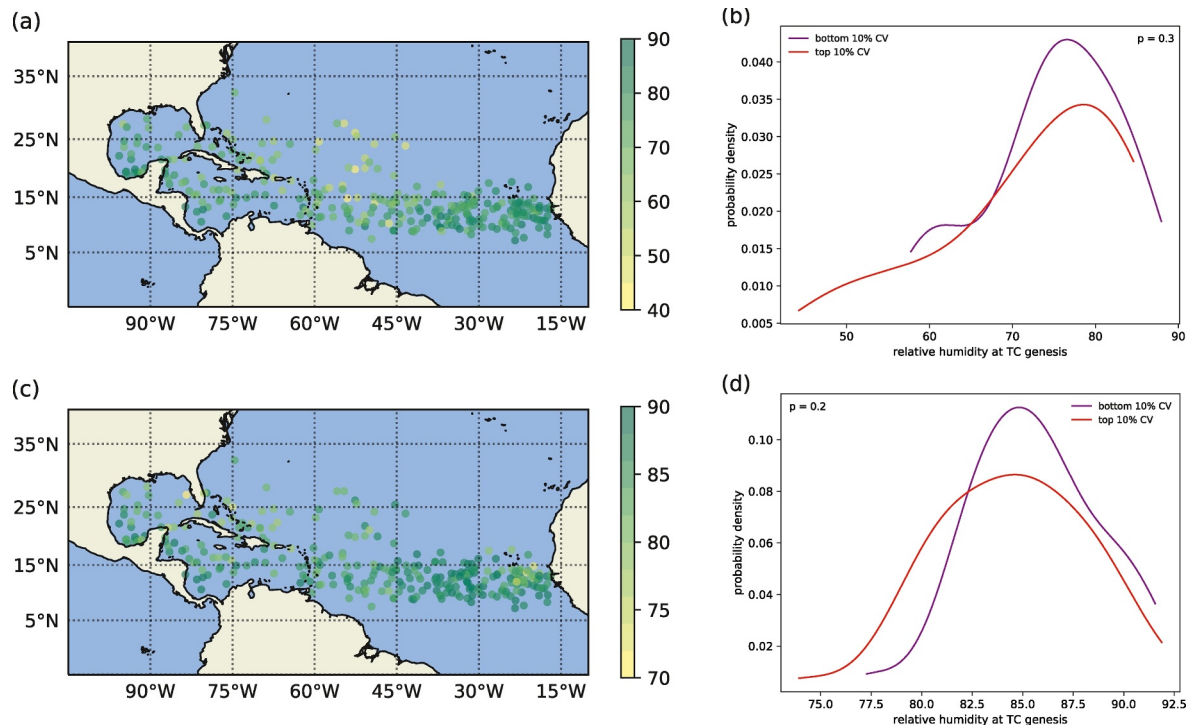 (a)
35°N
25°N
15°N
5°N
90°W 75°W 60°W 45°W 30°W 15°W
90
80
70
60
50
40
(b)
bottom 10% CV
top 10% CV
p = 0.3
probability density
0.040
0.035
0.030
0.025
0.020
0.015
0.010
0.005
50 60 70 80 90
relative humidity at TC genesis
(c)
35°N
25°N
15°N
5°N
90°W 75°W 60°W 45°W 30°W 15°W
90
85
80
75
70
(d)
p = 0.2
bottom 10% CV
top 10% CV
probability density
0.10
0.08
0.06
0.04
0.02
75.0 77.5 80.0 82.5 85.0 87.5 90.0 92.5
relative humidity at TC genesis